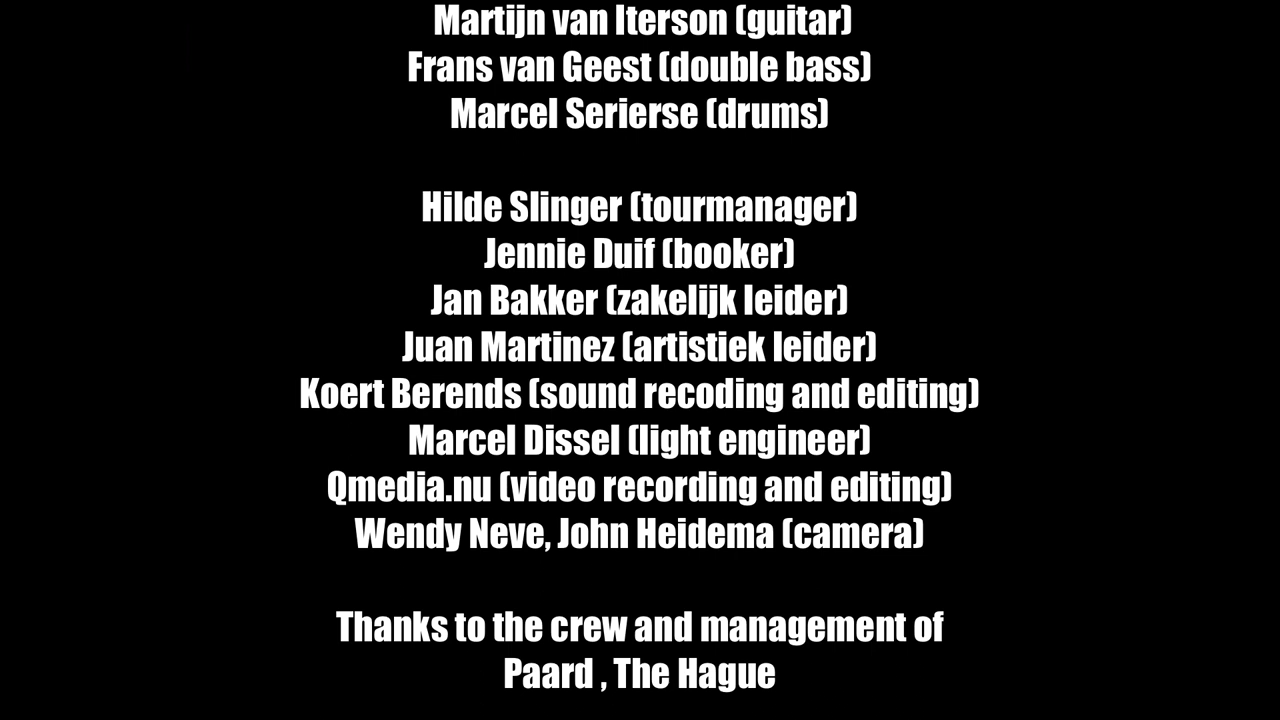 Martijn van Iterson (guitar)
Frans van Geest (double bass)
Marcel Serierse (drums)
Hilde Slinger (tourmanager)
Jennie Duif (booker)
Jan Bakker (zakelijk leider)
Juan Martinez (artistiek leider)
Koert Berends (sound recoding and editing)
Marcel Dissel (light engineer)
Qmedia.nu (video recording and editing)
Wendy Neve, John Heidema (camera)
Thanks to the crew and management of
Paard , The Hague